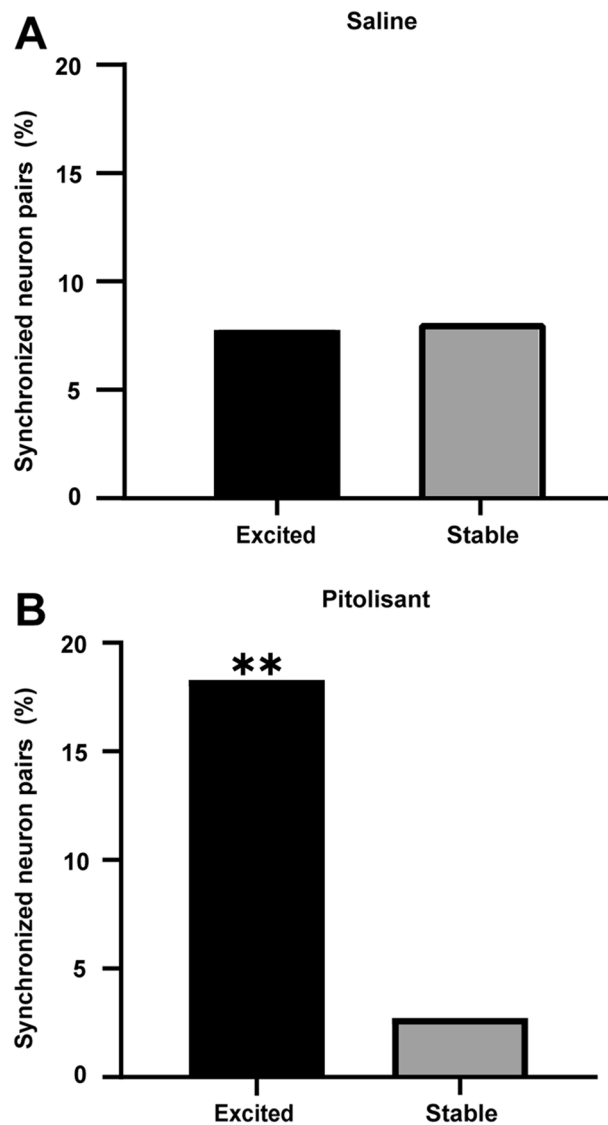 A
Saline
Synchronized neuron pairs (%)
20
15
10
5
0
Excited Stable
B
Pitolisant
Synchronized neuron pairs (%)
20
15
10
5
0
**
Excited Stable